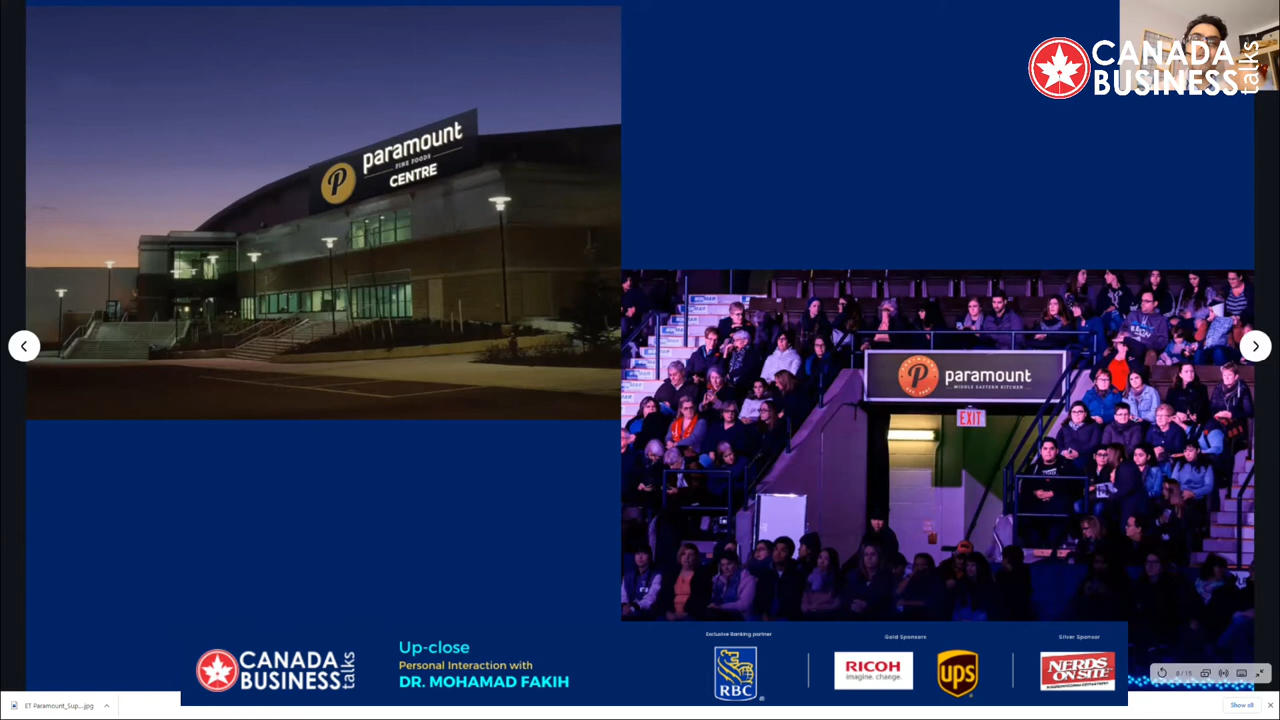 CANADA
BUSINESS
talks
P
paramount
FINE FOODS
CENTRE
paramount
MIDDLE EASTERN KITCHEN
EXIT
CANADA
BUSINESS
talks
Up-close
Personal Interaction with
DR. MOHAMAD FAKIH
Exclusive Banking partner
RBC
Gold Sponsors
RICOH
imagine. change.
ups
Silver Sponsor
NERDS
ON SITE
8 / 15
ET Paramount_Sup....jpg
Show all